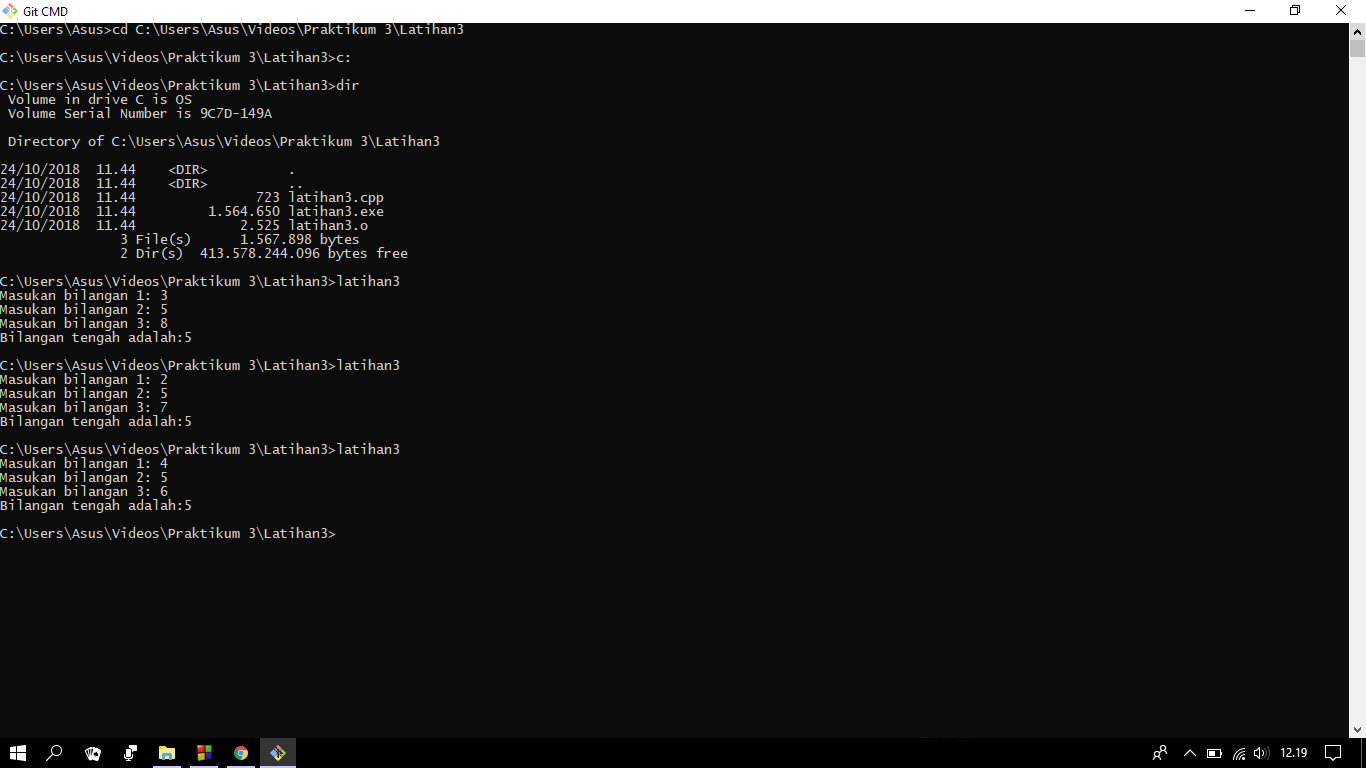 Git CMD
C:\Users\Asus>cd C:\Users\Asus\Videos\Praktikum 3\Latihan3
C:\Users\Asus\Videos\Praktikum 3\Latihan3>c:
C:\Users\Asus\Videos\Praktikum 3\Latihan3>dir
 Volume in drive C is OS
 Volume Serial Number is 9C7D-149A
 Directory of C:\Users\Asus\Videos\Praktikum 3\Latihan3
24/10/2018  11.44    <DIR>          .
24/10/2018  11.44    <DIR>          ..
24/10/2018  11.44               723 latihan3.cpp
24/10/2018  11.44         1.564.650 latihan3.exe
24/10/2018  11.44             2.525 latihan3.o
               3 File(s)      1.567.898 bytes
               2 Dir(s)  413.578.244.096 bytes free
C:\Users\Asus\Videos\Praktikum 3\Latihan3>latihan3
Masukan bilangan 1: 3
Masukan bilangan 2: 5
Masukan bilangan 3: 8
Bilangan tengah adalah:5
C:\Users\Asus\Videos\Praktikum 3\Latihan3>latihan3
Masukan bilangan 1: 2
Masukan bilangan 2: 5
Masukan bilangan 3: 7
Bilangan tengah adalah:5
C:\Users\Asus\Videos\Praktikum 3\Latihan3>latihan3
Masukan bilangan 1: 4
Masukan bilangan 2: 5
Masukan bilangan 3: 6
Bilangan tengah adalah:5
C:\Users\Asus\Videos\Praktikum 3\Latihan3>
12.19